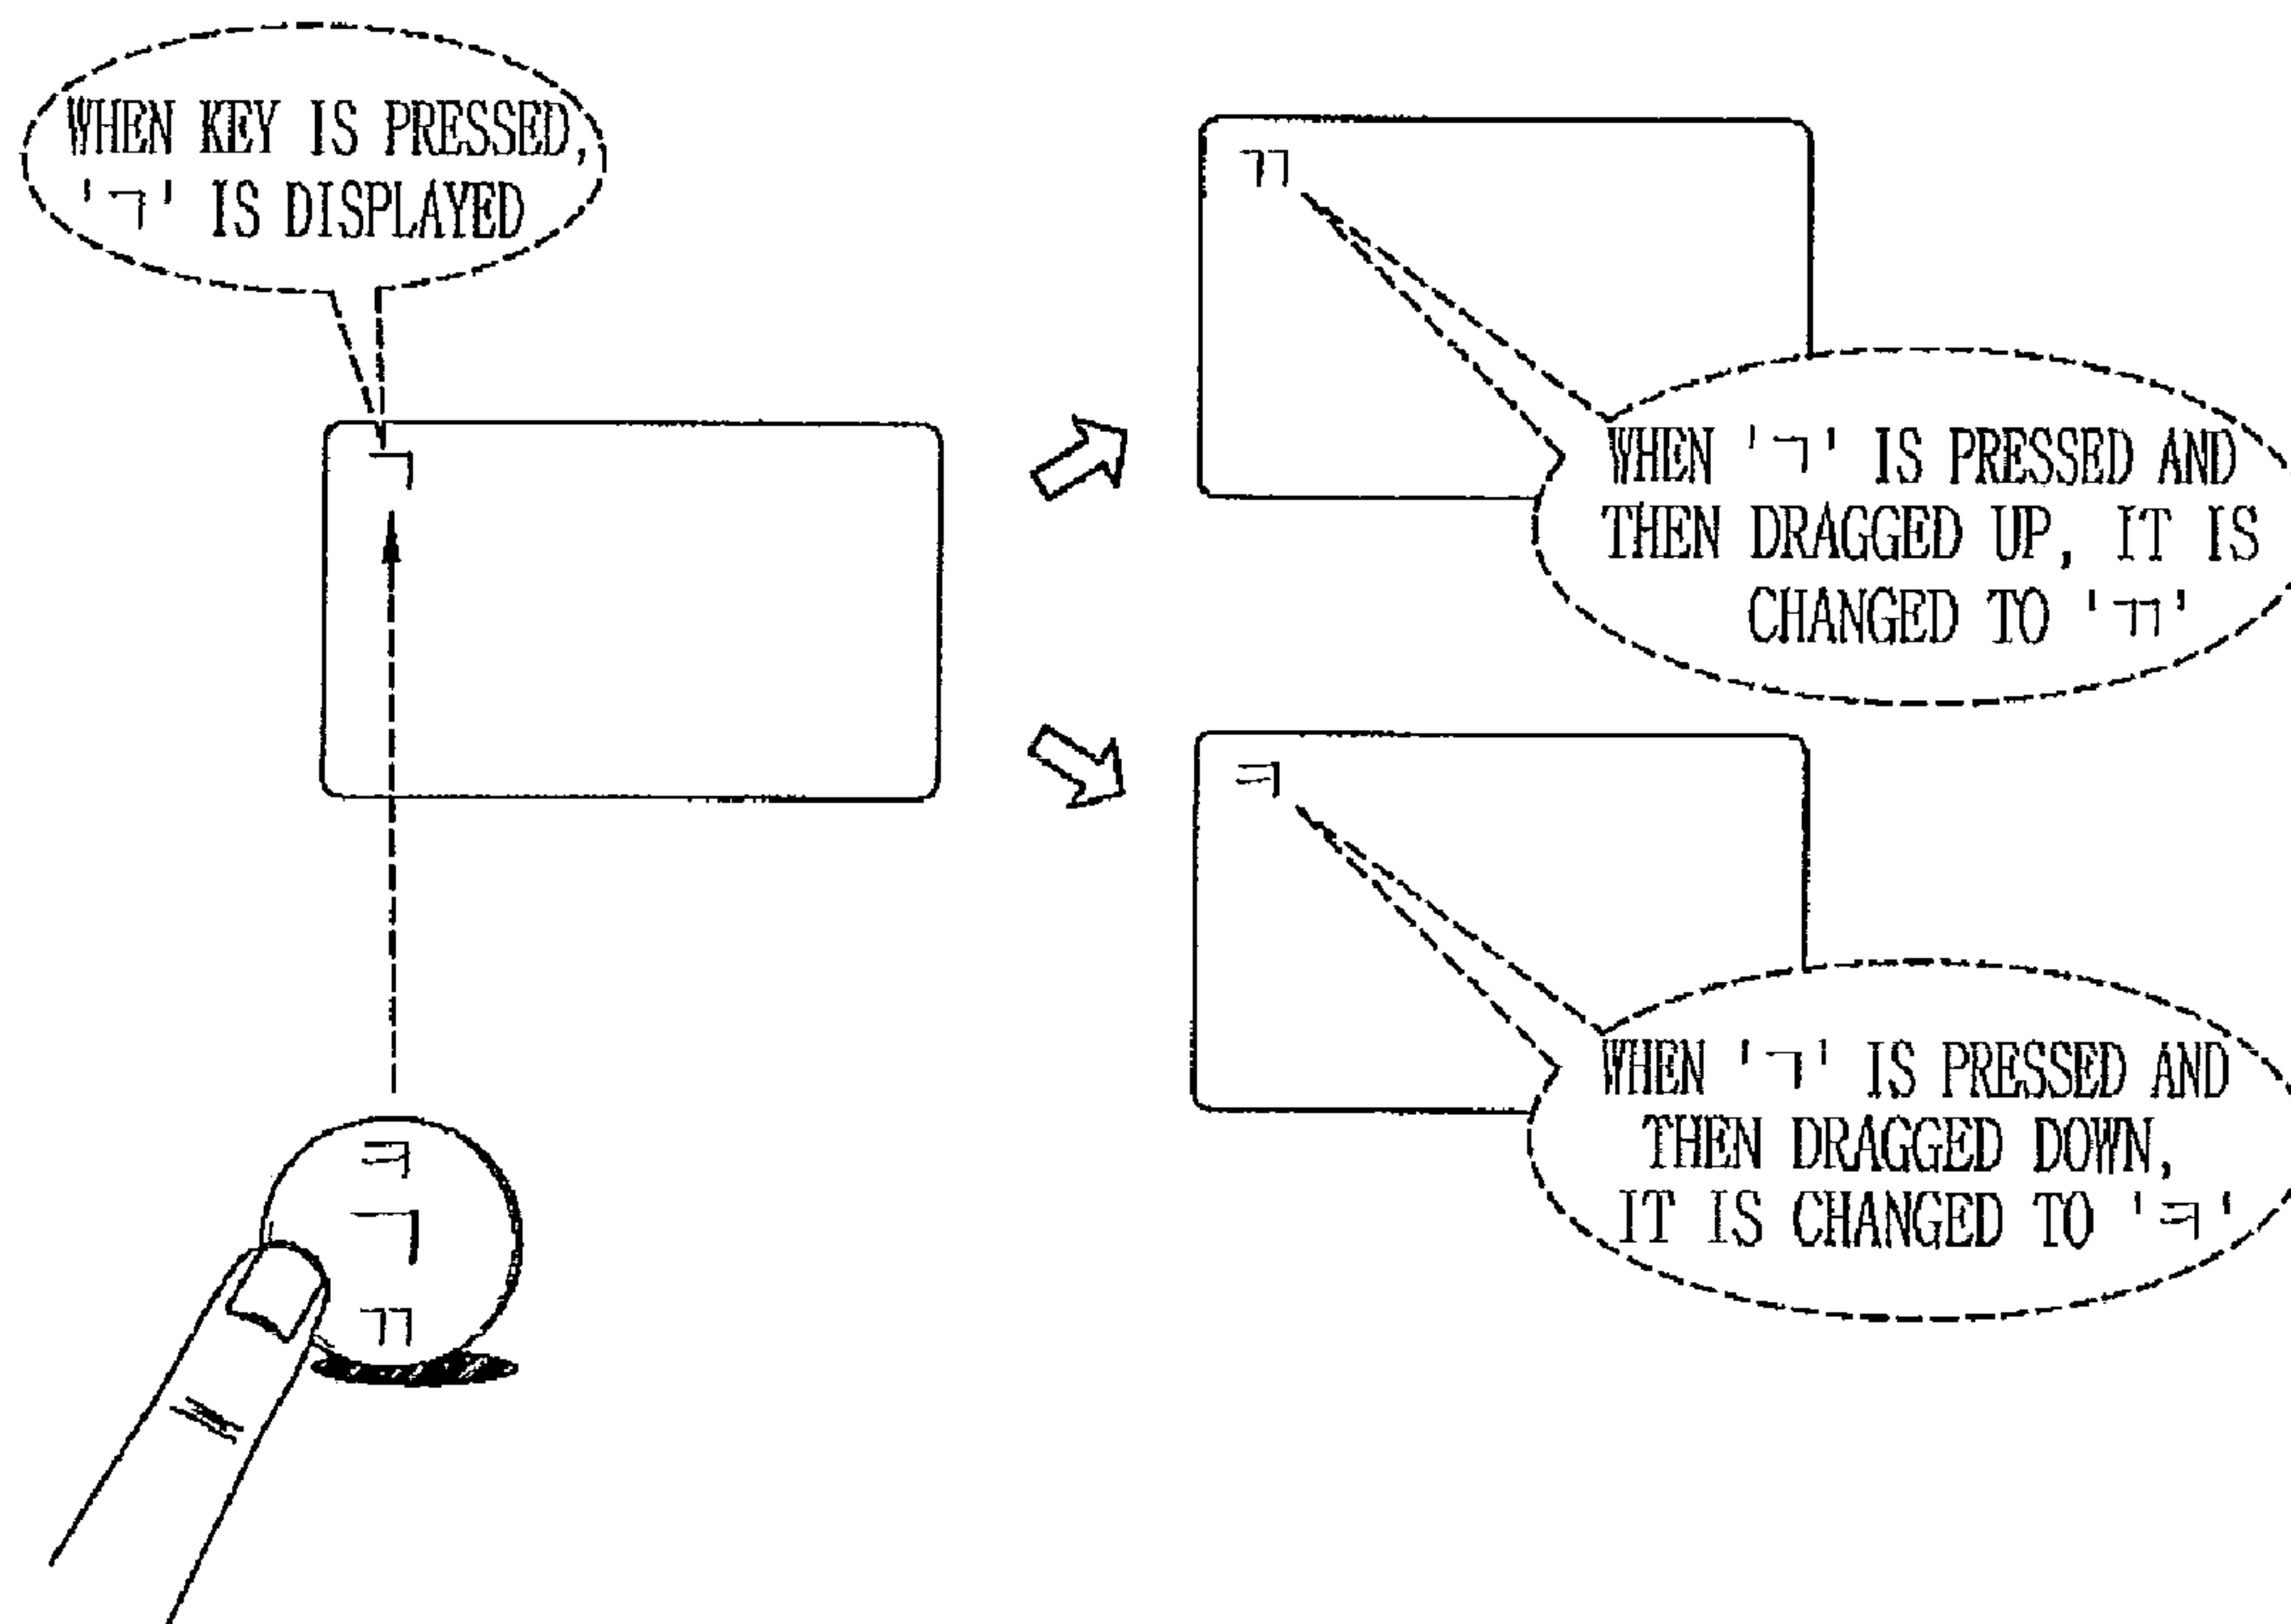 WHEN KEY IS PRESSED,
'ㄱ' IS DISPLAYED
ㄱ
ㅋ
ㄱ
ㄲ
ㄲ
WHEN 'ㄱ' IS PRESSED AND
THEN DRAGGED UP, IT IS
CHANGED TO 'ㄲ'
ㅋ
WHEN 'ㄱ' IS PRESSED AND
THEN DRAGGED DOWN,
IT IS CHANGED TO 'ㅋ'